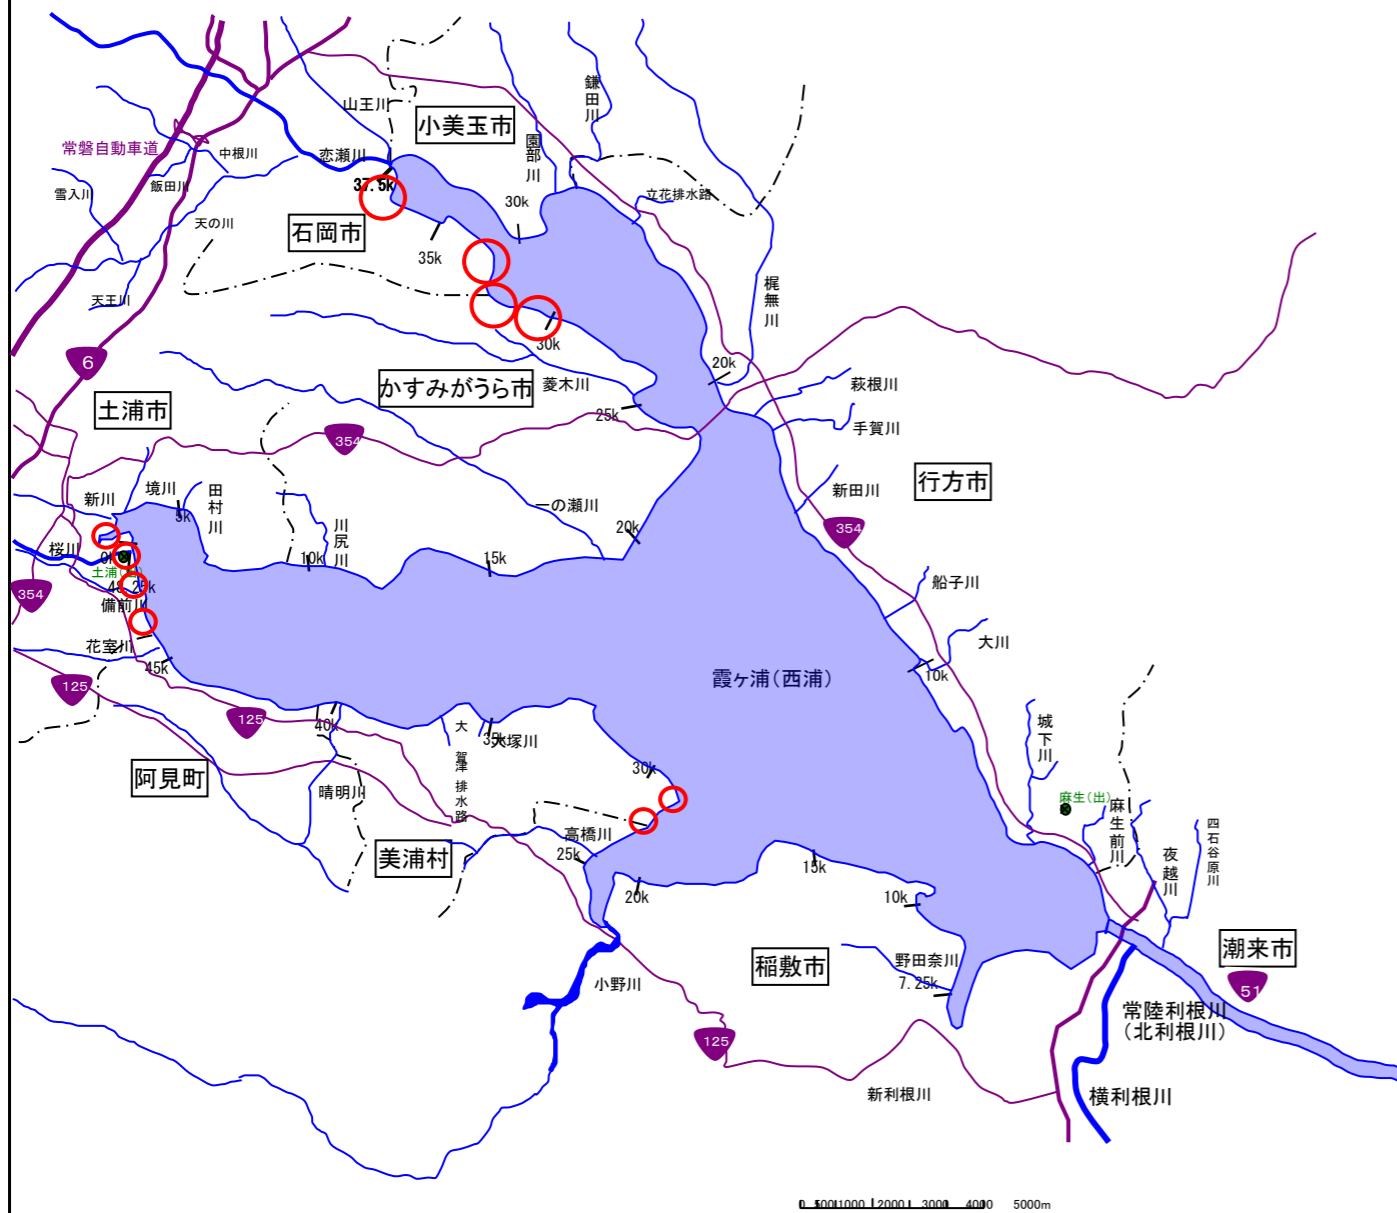 山王川
鎌田川
小美玉市
園部川
常磐自動車道
中根川
恋瀬川
37.5k
飯田川
雪入川
立花排水路
30k
天の川
石岡市
35k
天王川
梶無川
30k
6
20k
かすみがうら市
菱木川
萩根川
土浦市
25k
手賀川
354
行方市
新川
境川
田村川
新田川
5k
川尻川
一の瀬川
20k
354
桜川
0k
10k
15k
土浦(出)
48.25k
354
備前川
船子川
花室川
大川
45k
霞ヶ浦(西浦)
10k
125
125
40k
大賀津排水路
35k
大塚川
城下川
阿見町
30k
晴明川
麻生(出)
麻生前川
四石谷原川
高橋川
夜越川
美浦村
25k
15k
20k
10k
稲敷市
野田奈川
潮来市
7.25k
小野川
51
常陸利根川
(北利根川)
125
新利根川
横利根川
0 500 1000 2000 3000 4000 5000m